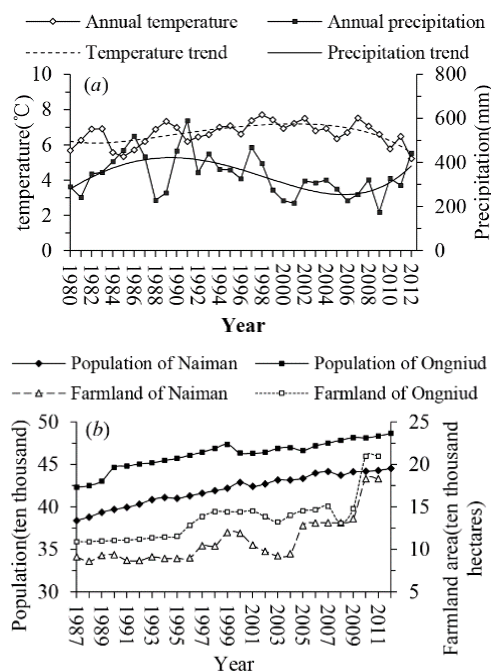 Annual temperature Annual precipitation
Temperature trend Precipitation trend
(a)
temperature(℃)
10
8
6
4
2
0
Precipitation(mm)
800
600
400
200
0
1980 1982 1984 1986 1988 1990 1992 1994 1996 1998 2000 2002 2004 2006 2008 2010 2012
Year
Population of Naiman Population of Ongniud
Farmland of Naiman Farmland of Ongniud
(b)
Population(ten thousand)
50
45
40
35
30
Farmland area(ten thousand
hectares)
25
20
15
10
5
1987 1989 1991 1993 1995 1997 1999 2001 2003 2005 2007 2009 2011
Year